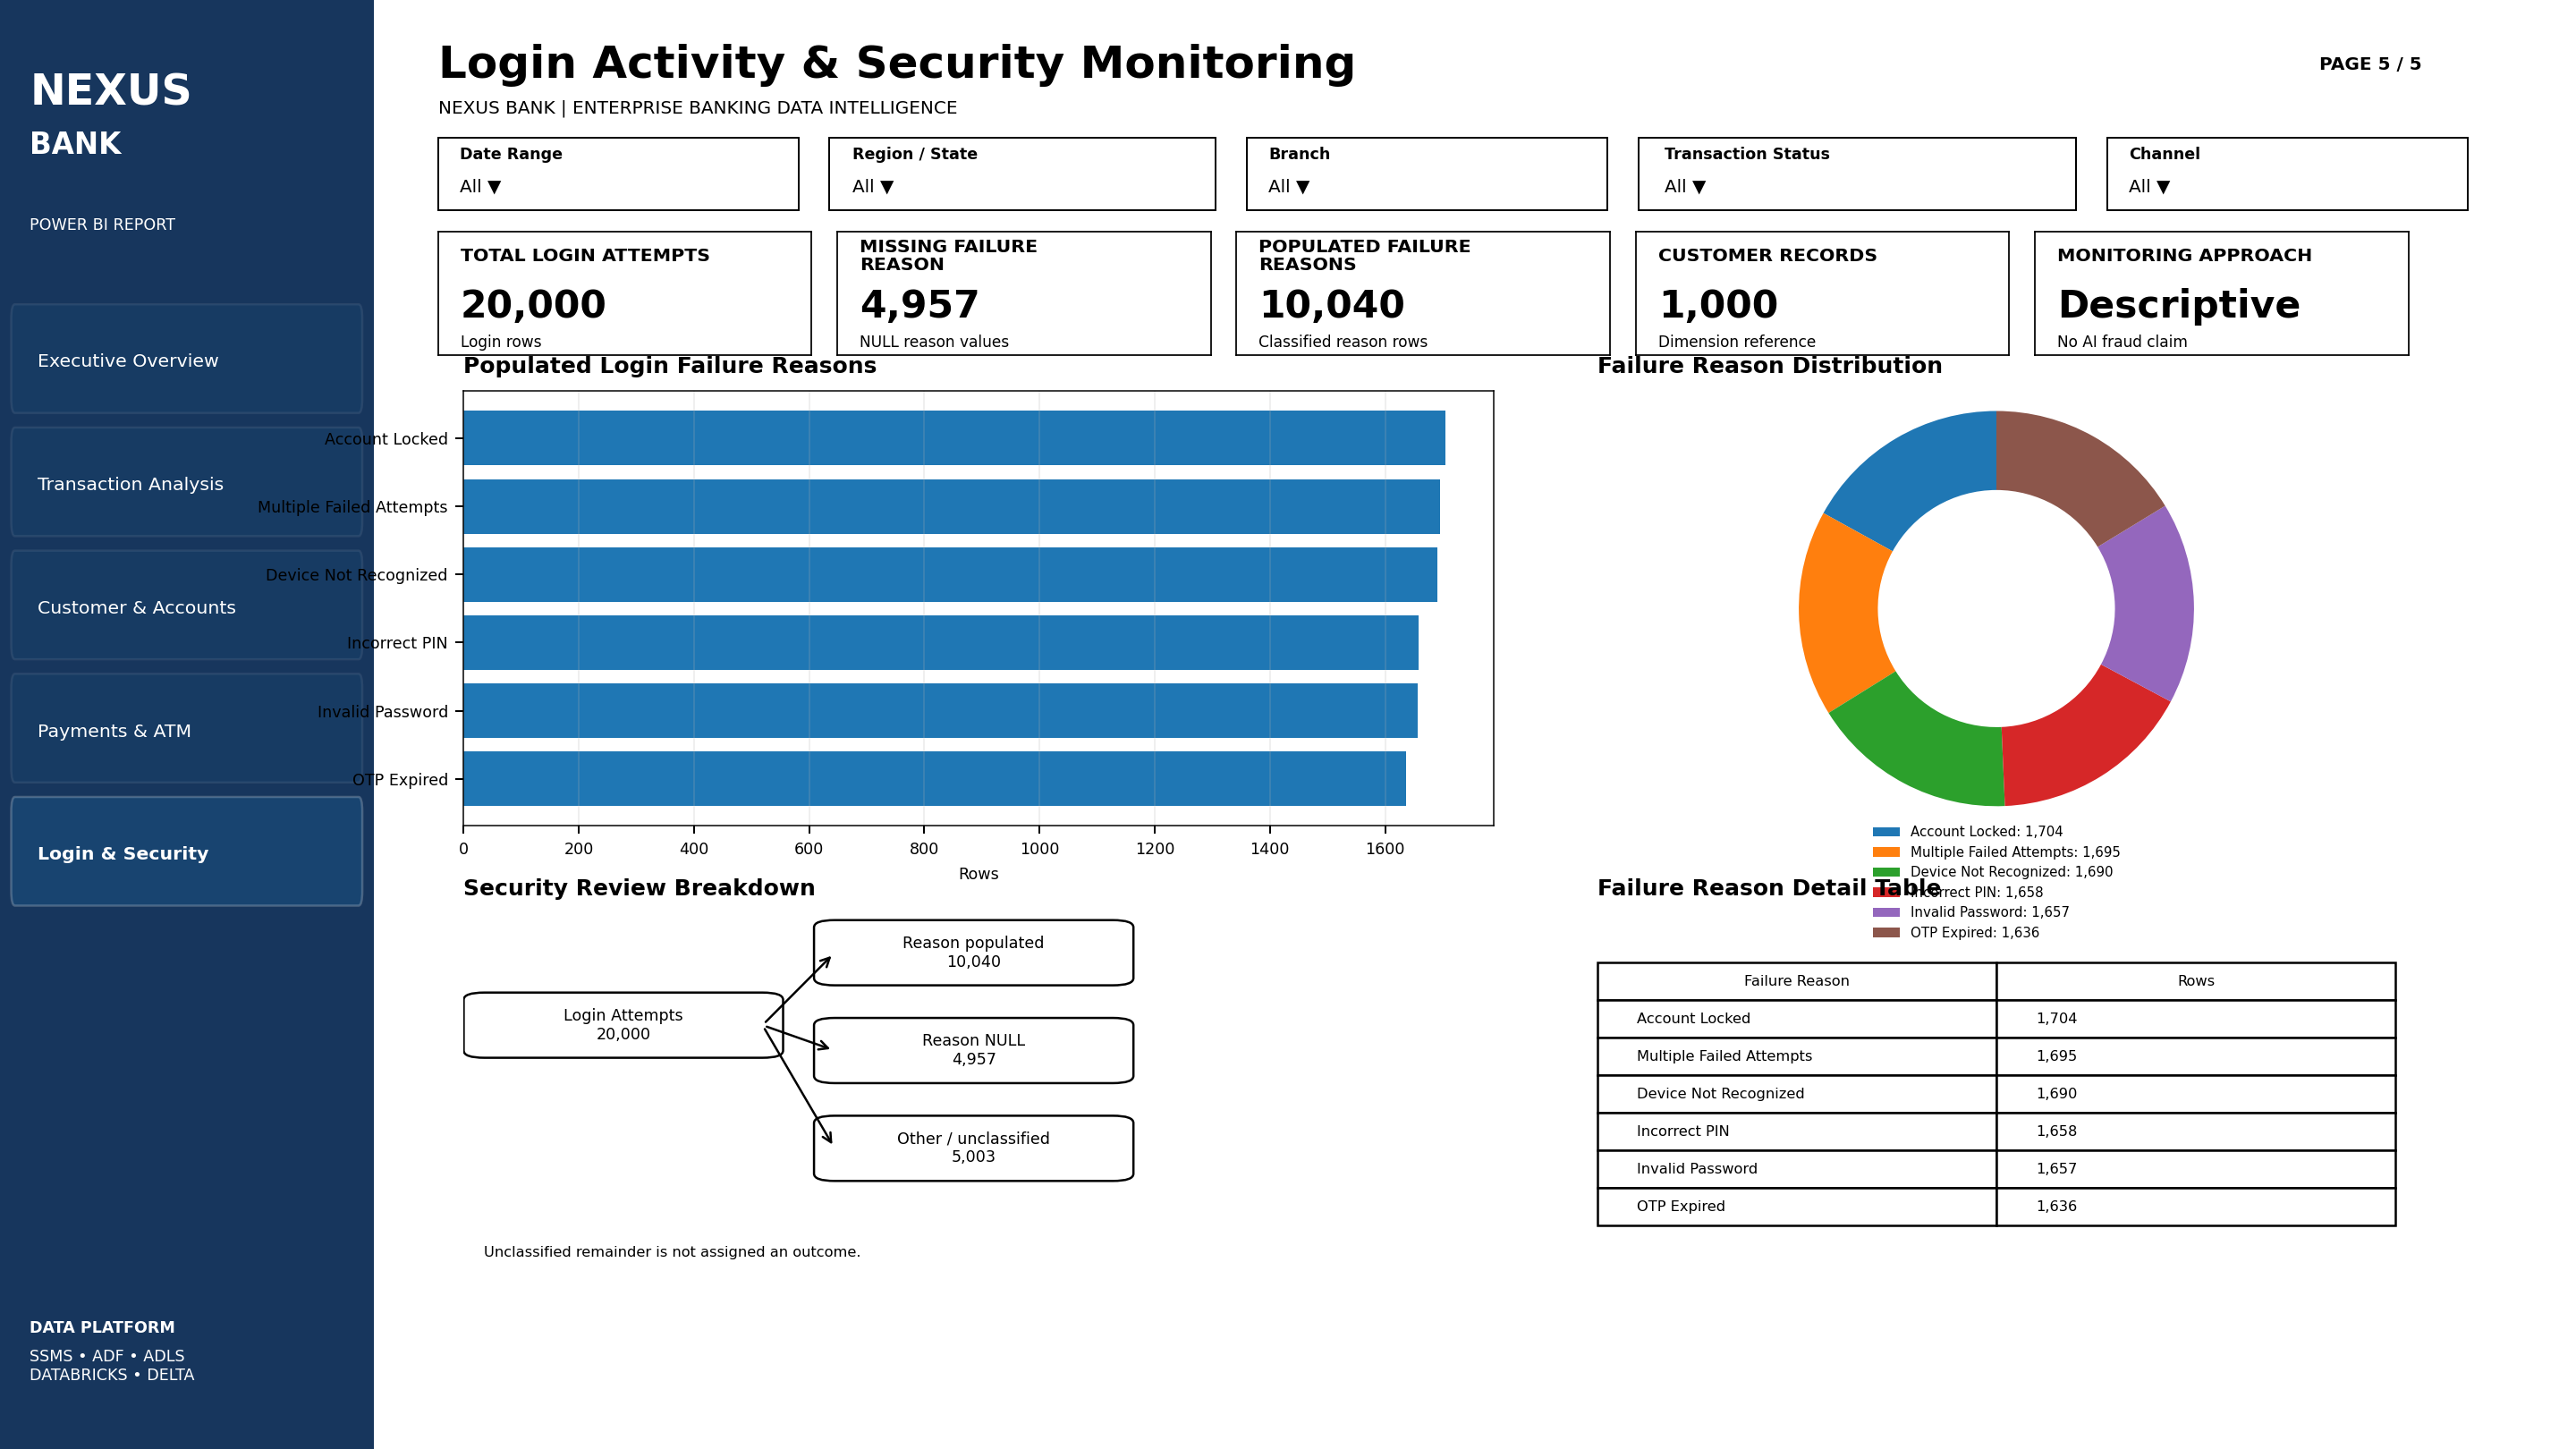 NEXUS
BANK
POWER BI REPORT
Executive Overview
Transaction Analysis
Customer & Accounts
Payments & ATM
Login & Security
DATA PLATFORM
SSMS • ADF • ADLS
DATABRICKS • DELTA
Login Activity & Security Monitoring
PAGE 5 / 5
NEXUS BANK | ENTERPRISE BANKING DATA INTELLIGENCE
Date Range
All ▼
Region / State
All ▼
Branch
All ▼
Transaction Status
All ▼
Channel
All ▼
TOTAL LOGIN ATTEMPTS
20,000
Login rows
MISSING FAILURE
REASON
4,957
NULL reason values
POPULATED FAILURE
REASONS
10,040
Classified reason rows
CUSTOMER RECORDS
1,000
Dimension reference
MONITORING APPROACH
Descriptive
No AI fraud claim
Populated Login Failure Reasons
Account Locked
Multiple Failed Attempts
Device Not Recognized
Incorrect PIN
Invalid Password
OTP Expired
0 200 400 600 800 1000 1200 1400 1600
Rows
Failure Reason Distribution
Account Locked: 1,704
Multiple Failed Attempts: 1,695
Device Not Recognized: 1,690
Incorrect PIN: 1,658
Invalid Password: 1,657
OTP Expired: 1,636
Security Review Breakdown
Login Attempts
20,000
Reason populated
10,040
Reason NULL
4,957
Other / unclassified
5,003
Unclassified remainder is not assigned an outcome.
Failure Reason Detail Table
Failure Reason Rows
Account Locked 1,704
Multiple Failed Attempts 1,695
Device Not Recognized 1,690
Incorrect PIN 1,658
Invalid Password 1,657
OTP Expired 1,636